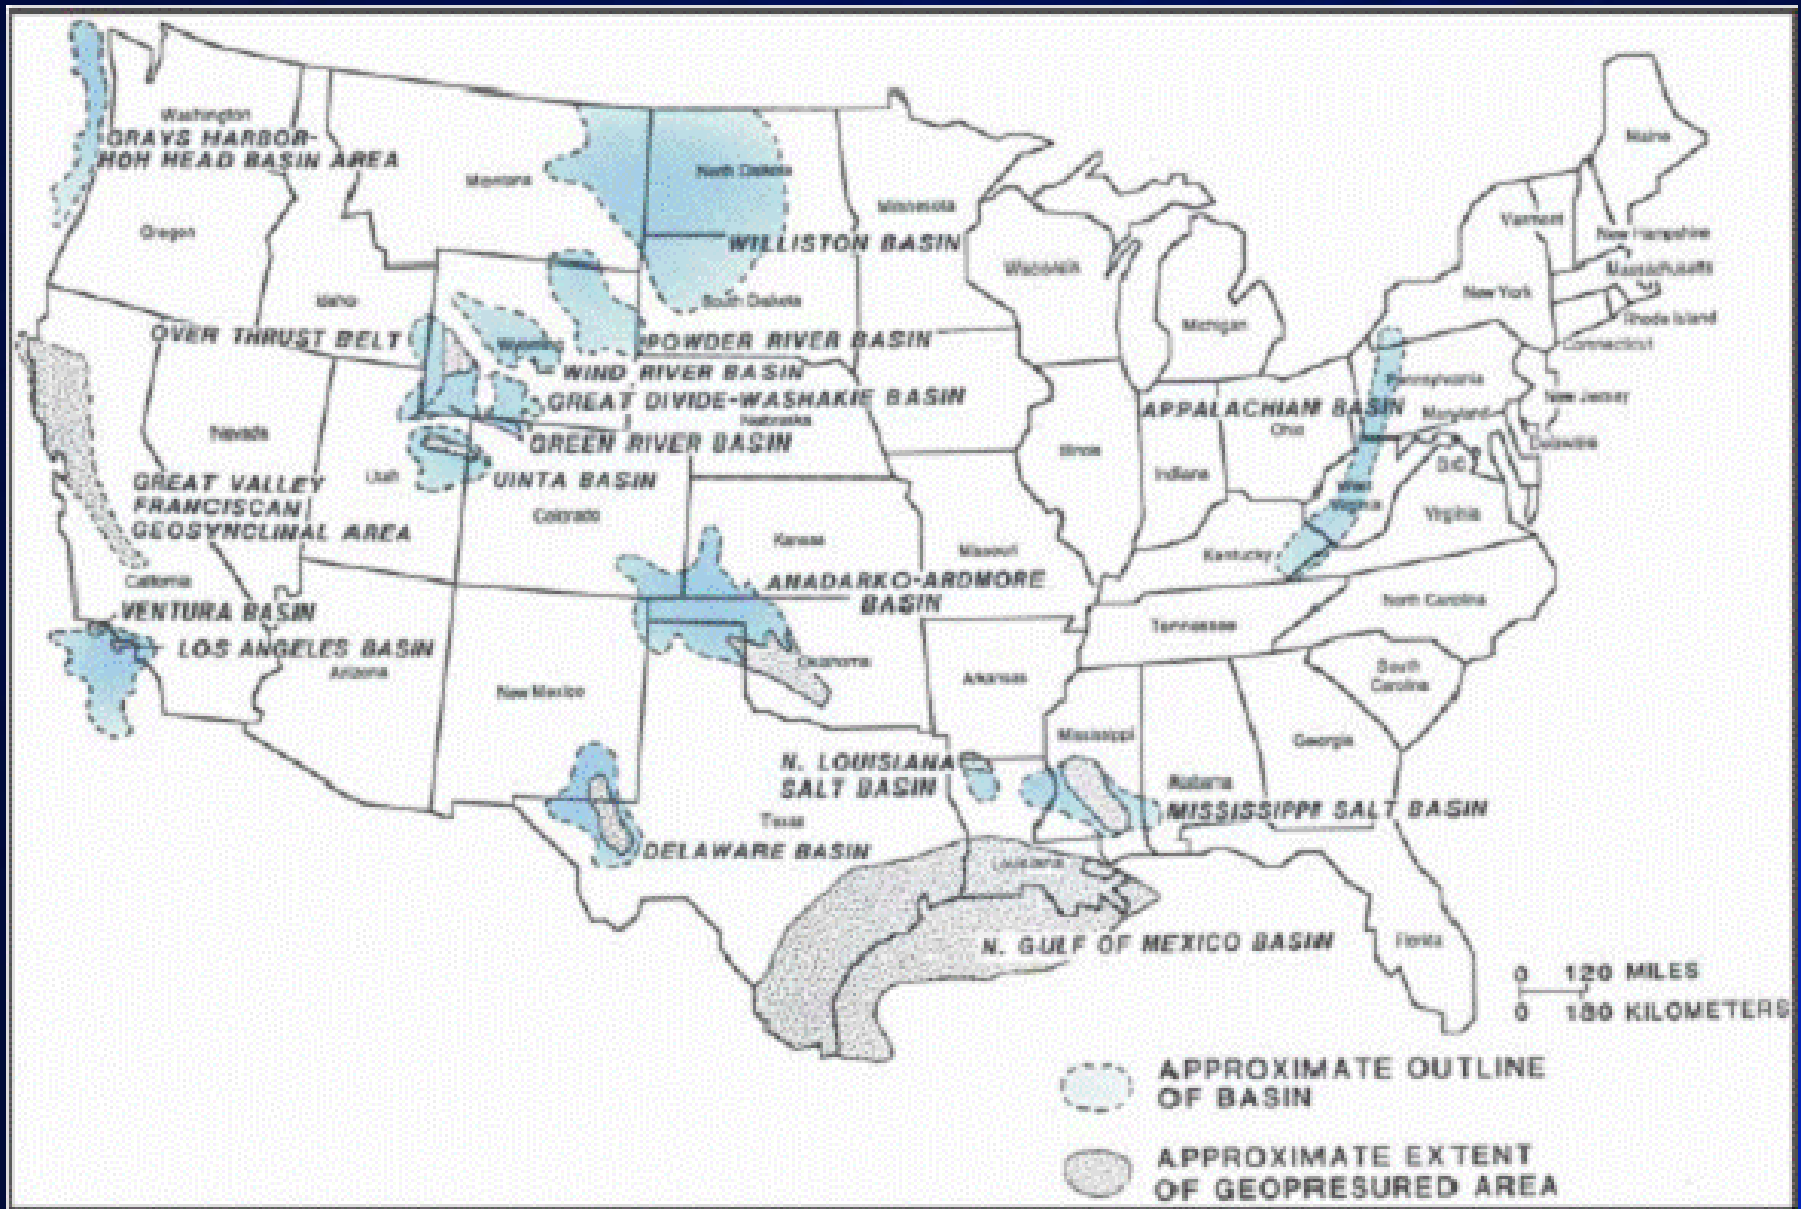 Washington
GRAYS HARBOR-
HOH HEAD BASIN AREA
Oregon
Montana
North Dakota
Minnesota
WILLISTON BASIN
South Dakota
Idaho
OVER THRUST BELT
Wyoming
POWDER RIVER BASIN
WIND RIVER BASIN
GREAT DIVIDE-WASHAKIE BASIN
Nebraska
GREEN RIVER BASIN
UINTA BASIN
Nevada
Utah
Colorado
GREAT VALLEY
FRANCISCAN
GEOSYNCLINAL AREA
California
VENTURA BASIN
LOS ANGELES BASIN
Arizona
New Mexico
Kansas
Missouri
ANADARKO-ARDMORE
BASIN
Oklahoma
Arkansas
Wisconsin
Michigan
Illinois
Indiana
Ohio
APPALACHIAN BASIN
Maine
Vermont
New Hampshire
Massachusetts
New York
Rhode Island
Connecticut
Pennsylvania
New Jersey
Maryland
Delaware
D.C.
West
Virginia
Virginia
Kentucky
Tennessee
North Carolina
South
Carolina
Georgia
Mississippi
Alabama
N. LOUISIANA
SALT BASIN
MISSISSIPPI SALT BASIN
Texas
DELAWARE BASIN
Louisiana
N. GULF OF MEXICO BASIN
Florida
0 120 MILES
0 180 KILOMETERS
APPROXIMATE OUTLINE
OF BASIN
APPROXIMATE EXTENT
OF GEOPRESURED AREA